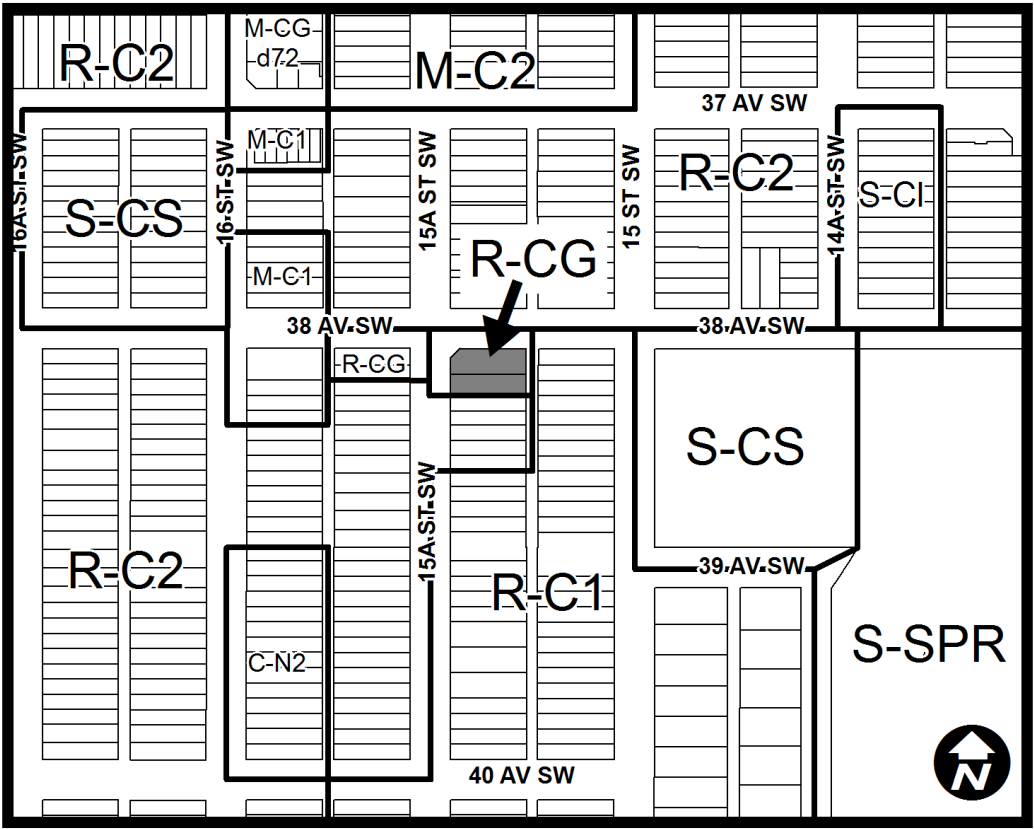 M-CG
d72
R-C2
M-C2
37 AV SW
M-C1
16A ST SW
16 ST SW
15A ST SW
15 ST SW
R-C2
14A ST SW
S-CI
S-CS
R-CG
M-C1
38 AV SW
38 AV SW
R-CG
S-CS
15A ST SW
39 AV SW
R-C2
R-C1
S-SPR
C-N2
40 AV SW
N